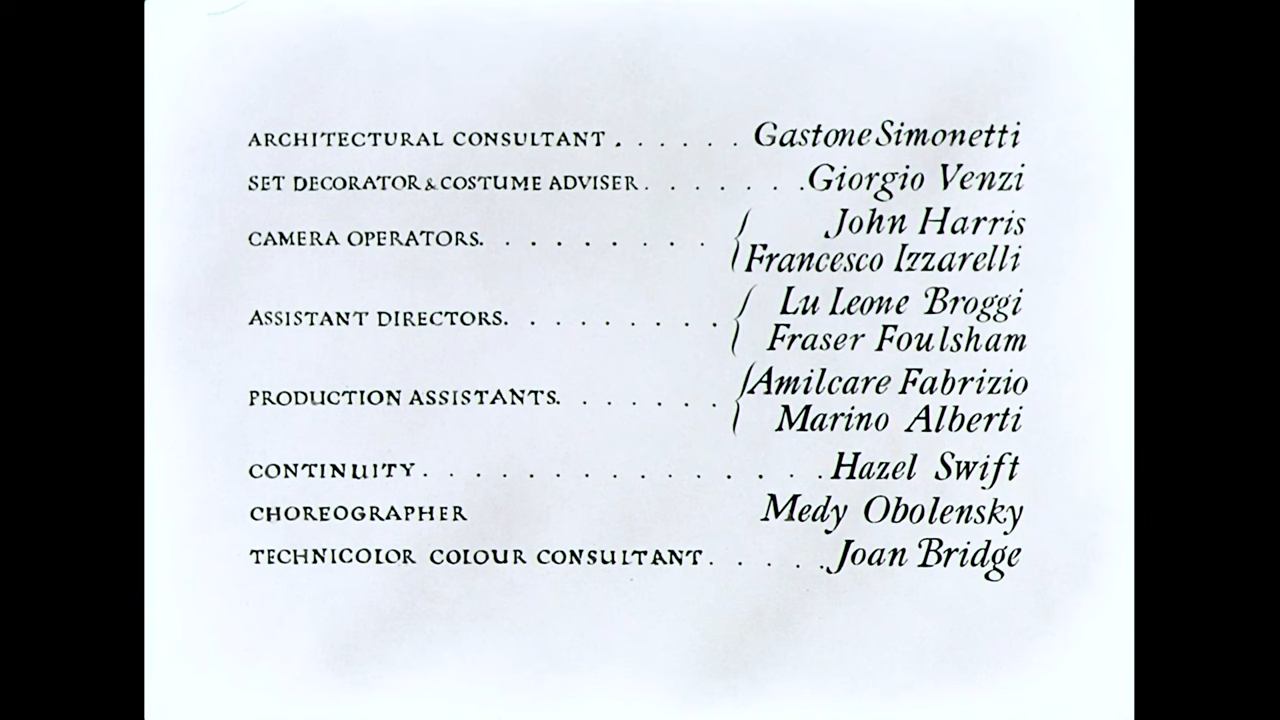 ARCHITECTURAL CONSULTANT . . . . . . Gastone Simonetti
SET DECORATOR & COSTUME ADVISER . . . . . . . Giorgio Venzi
CAMERA OPERATORS. . . . . . . . . John Harris
Francesco Izzarelli
ASSISTANT DIRECTORS. . . . . . . . . Lu Leone Broggi
Fraser Foulsham
PRODUCTION ASSISTANTS. . . . . . . Amilcare Fabrizio
Marino Alberti
CONTINUITY . . . . . . . . . . . . . . . . Hazel Swift
CHOREOGRAPHER Medy Obolensky
TECHNICOLOR COLOUR CONSULTANT . . . . . Joan Bridge